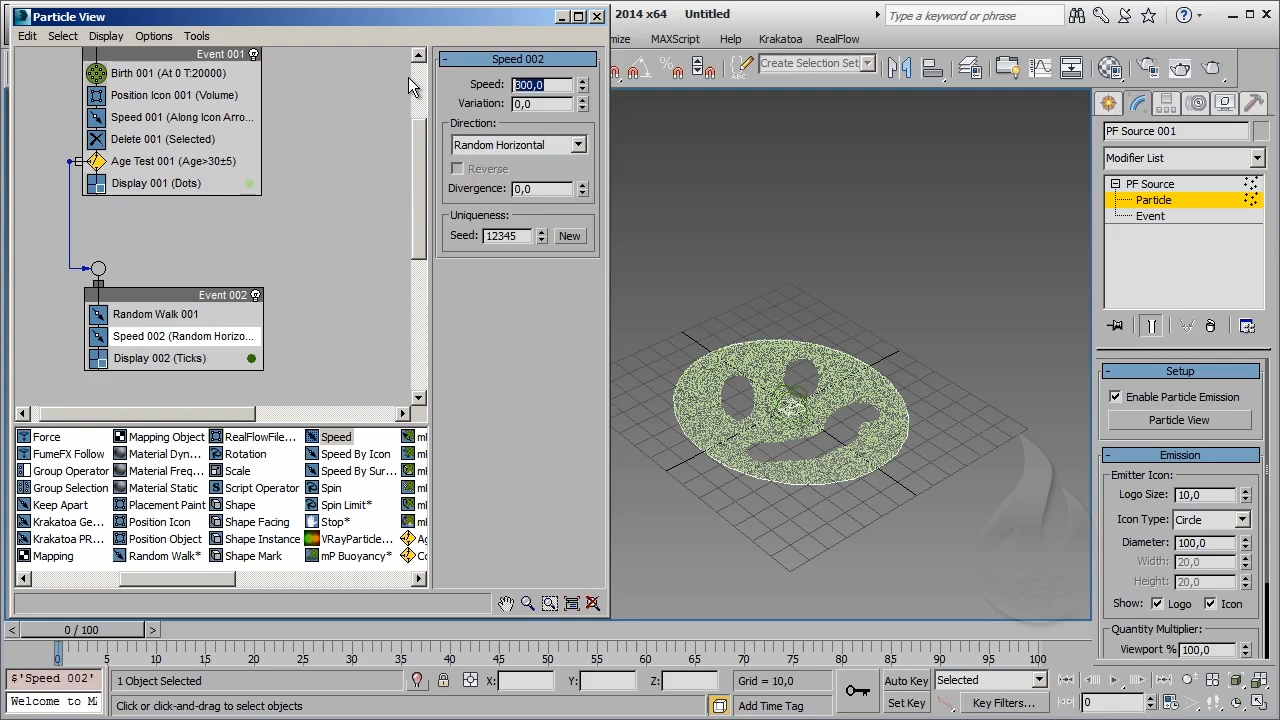 Particle View
2014 x64 Untitled
Type a keyword or phrase
Edit Select Display Options Tools
mize MAXScript Help Krakatoa RealFlow
Create Selection Set
Event 001
Birth 001 (At 0 T:20000)
Position Icon 001 (Volume)
Speed 001 (Along Icon Arro...
Delete 001 (Selected)
Age Test 001 (Age>30±5)
Display 001 (Dots)
Event 002
Random Walk 001
Speed 002 (Random Horizo...
Display 002 (Ticks)
- Speed 002
Speed: 300,0
Variation: 0,0
Direction:
Random Horizontal
Reverse
Divergence: 0,0
Uniqueness:
Seed: 12345 New
Force Mapping Object RealFlowFile... Speed
FumeFX Follow Material Dyn... Rotation Speed By Icon
Group Operator Material Freq... Scale Speed By Sur...
Group Selection Material Static Script Operator Spin
Keep Apart Placement Paint Shape Spin Limit*
Krakatoa Ge... Position Icon Shape Facing Stop*
Krakatoa PR... Position Object Shape Instance VRayParticle...
Mapping Random Walk* Shape Mark mP Buoyancy*
PF Source 001
Modifier List
PF Source
Particle
Event
- Setup
Enable Particle Emission
Particle View
- Emission
Emitter Icon:
Logo Size: 10,0
Icon Type: Circle
Diameter: 100,0
Width: 20,0
Height: 20,0
Show: Logo Icon
Quantity Multiplier:
Viewport % 100,0
< 0 / 100 >
0 5 10 15 20 25 30 35 40 45 50 55 60 65 70 75 80 85 90 95 100
$'Speed 002'
1 Object Selected
X: Y: Z:
Grid = 10,0
Auto Key Selected
Welcome to M
Click or click-and-drag to select objects
Add Time Tag
Set Key Key Filters...
0